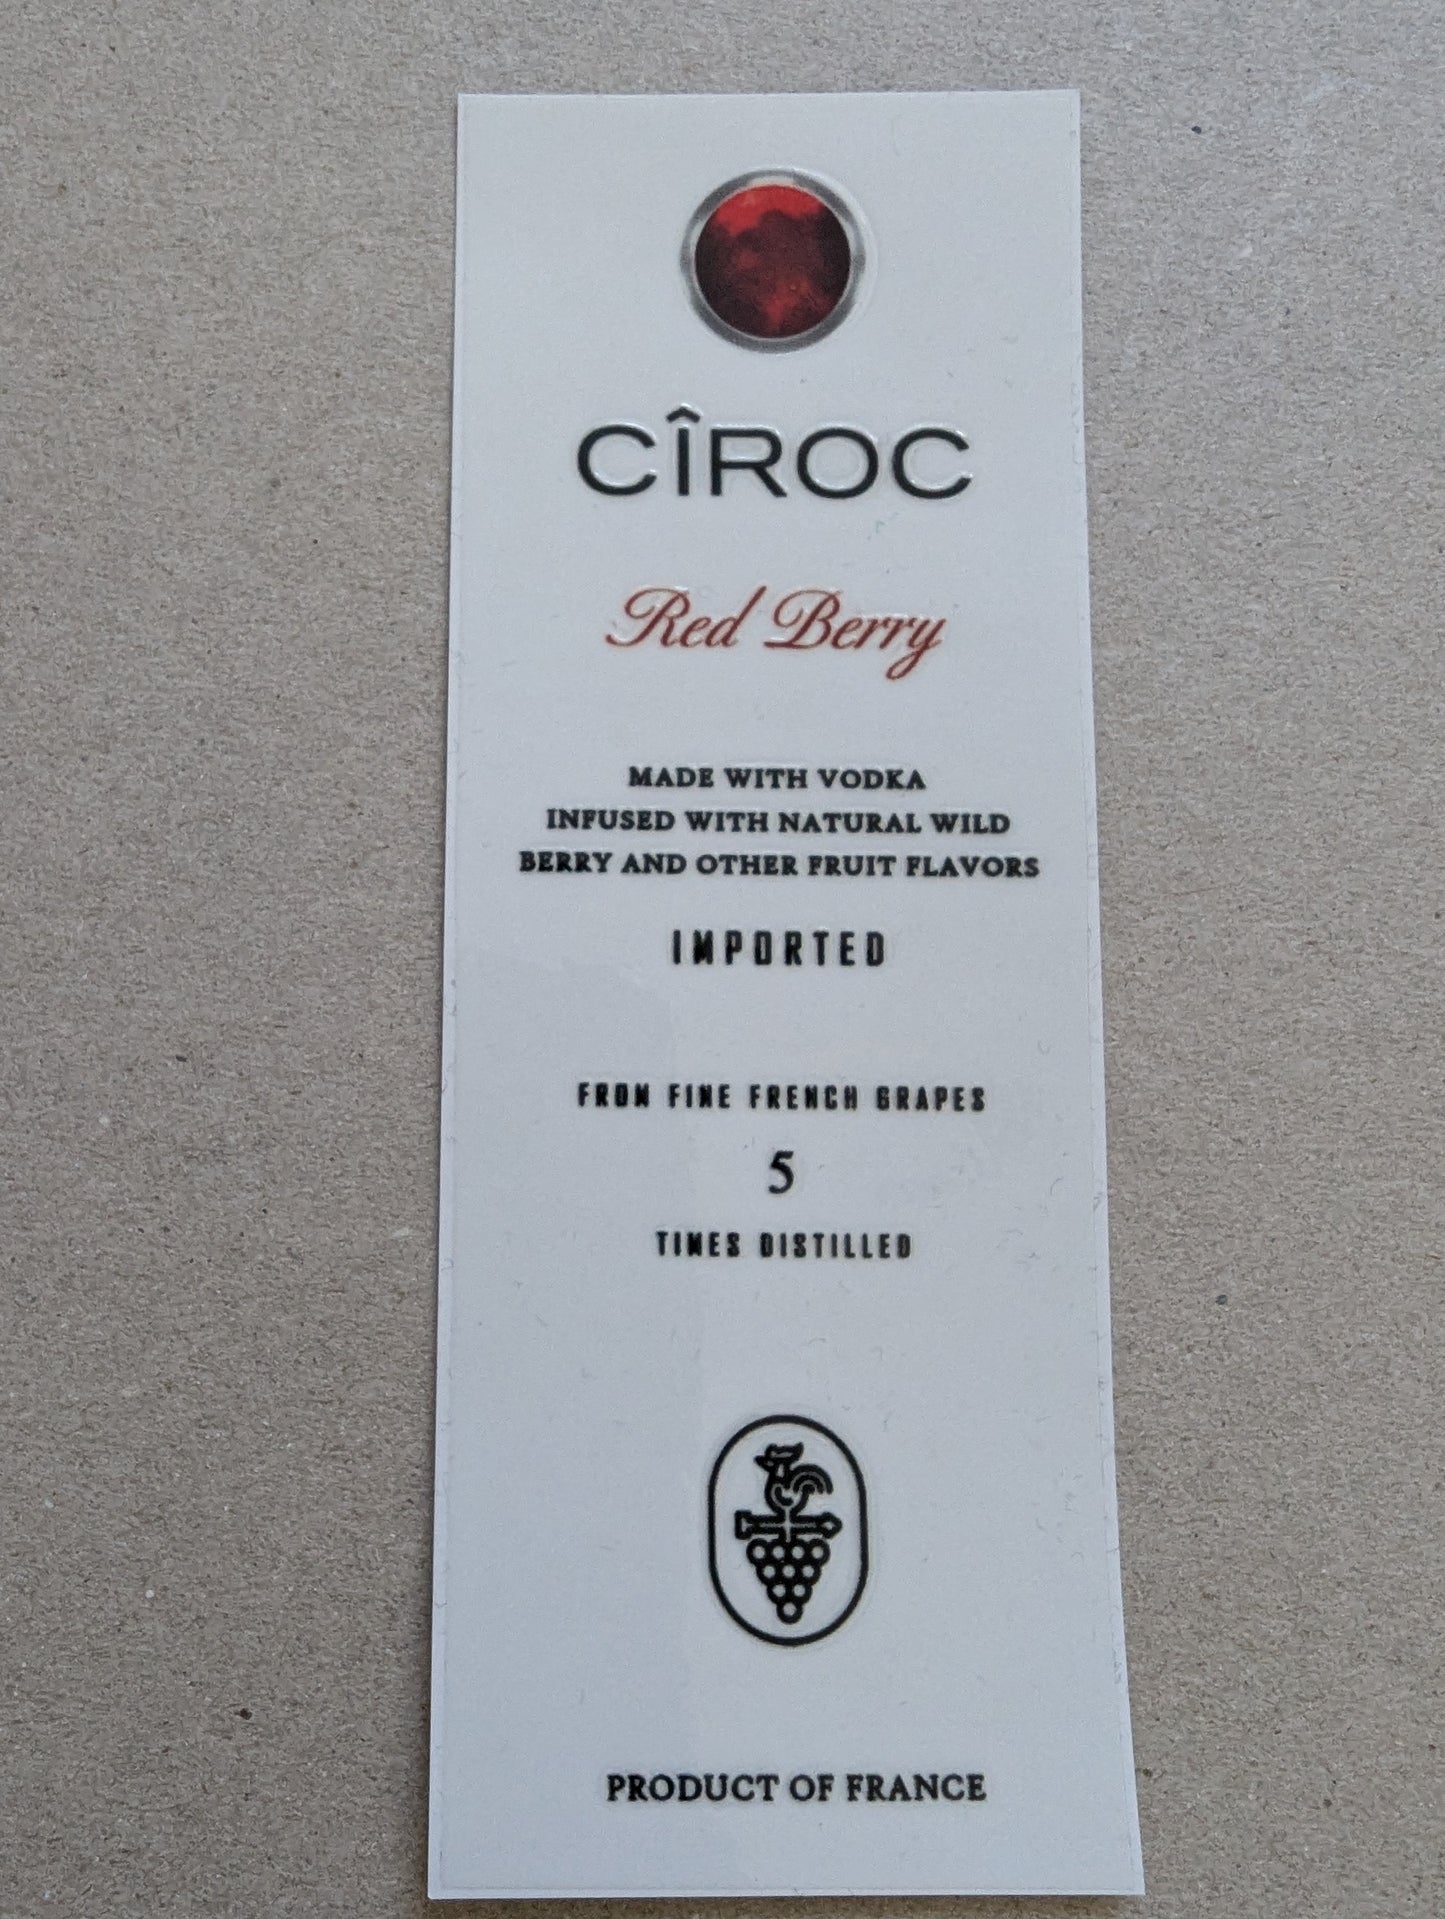 CÎROC
Red Berry
MADE WITH VODKA
INFUSED WITH NATURAL WILD
BERRY AND OTHER FRUIT FLAVORS
IMPORTED
FROM FINE FRENCH GRAPES
5
TIMES DISTILLED
PRODUCT OF FRANCE